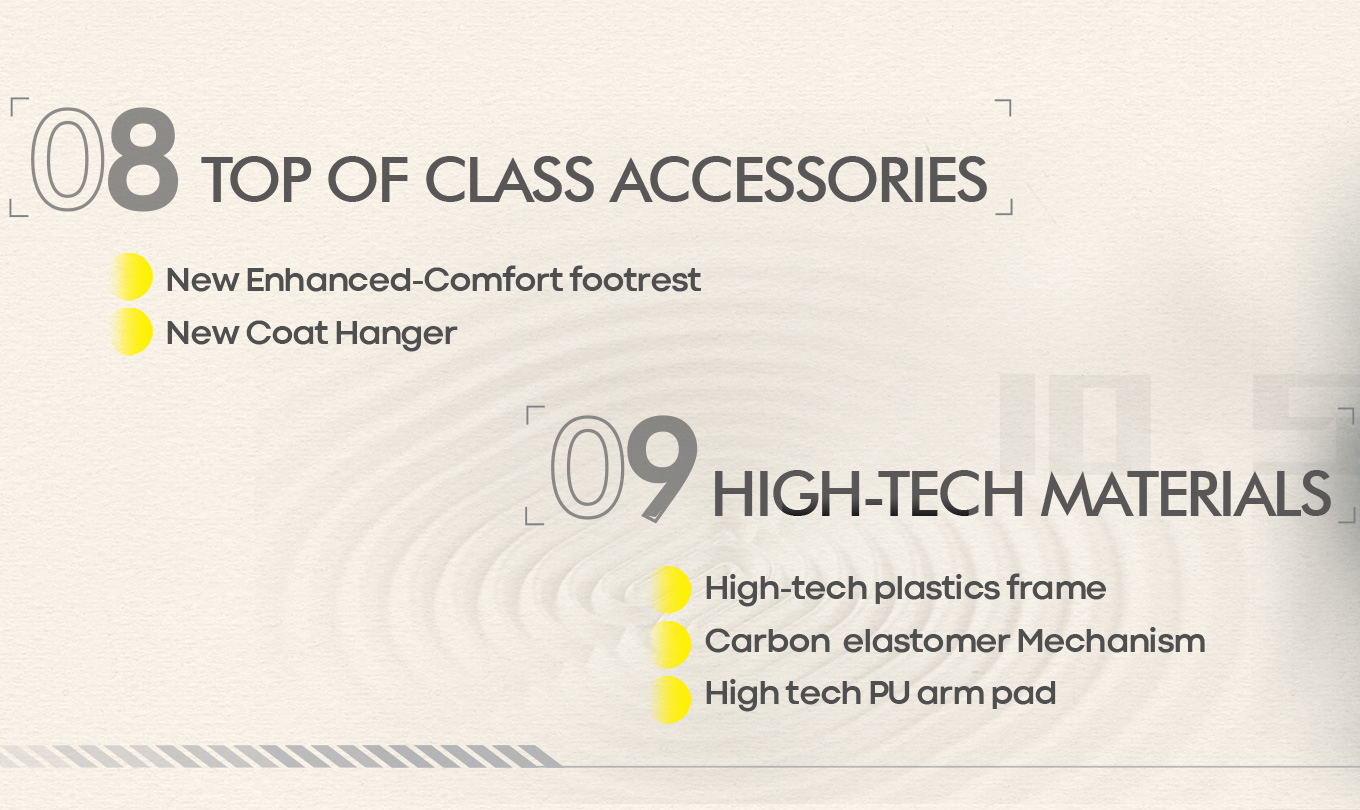 08 TOP OF CLASS ACCESSORIES
New Enhanced-Comfort footrest
New Coat Hanger
09 HIGH-TECH MATERIALS
High-tech plastics frame
Carbon elastomer Mechanism
High tech PU arm pad